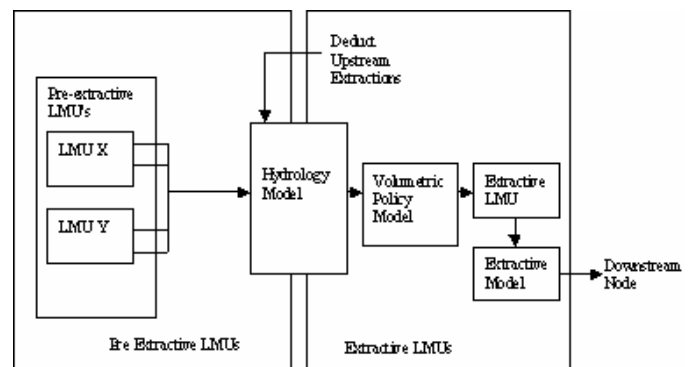 Deduct
Upstream
Extractions
Pre-extractive
LMU's
LMU X
LMU Y
Hydrology
Model
Volumetric
Policy
Model
Extractive
LMU
Extractive
Model
Downstream
Node
Pre Extractive LMUs
Extractive LMUs